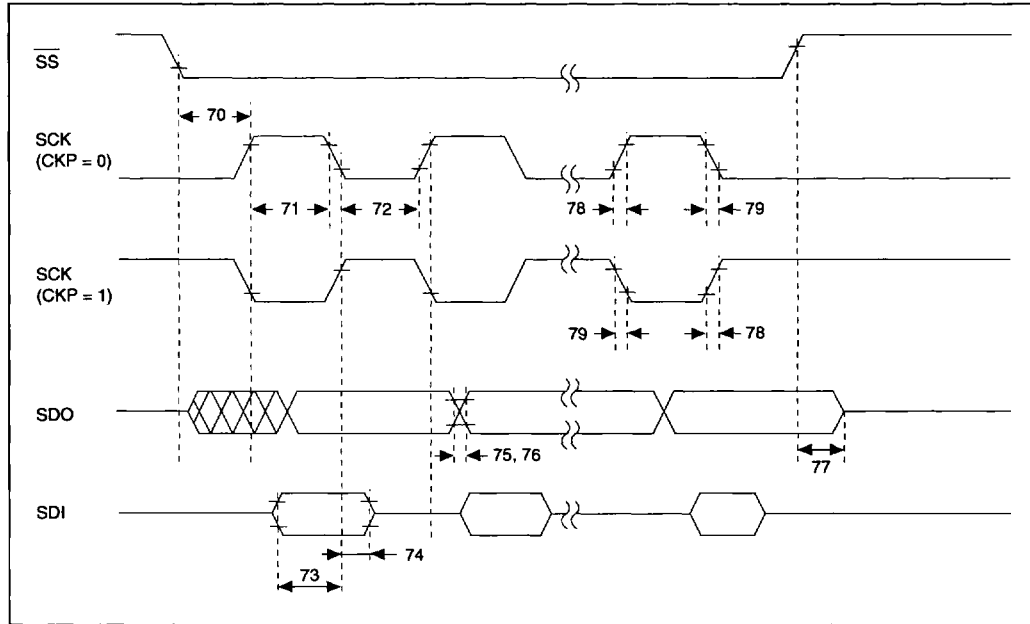 SS
70
SCK
(CKP = 0)
71
72
78
79
SCK
(CKP = 1)
79
78
SDO
75, 76
77
SDI
74
73